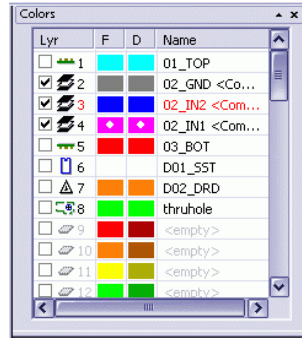 Colors
Lyr F D Name
1 01_TOP
2 02_GND <Co...
3 02_IN2 <Com...
4 02_IN1 <Com...
5 03_BOT
6 D01_SST
7 D02_DRD
8 thruhole
9 <empty>
10 <empty>
11 <empty>
12 <empty>